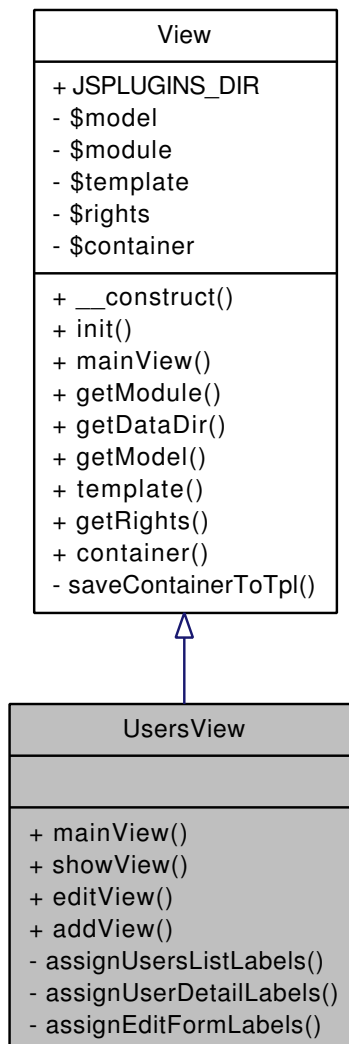 View
+ JSPLUGINS_DIR
- $model
- $module
- $template
- $rights
- $container
+ __construct()
+ init()
+ mainView()
+ getModule()
+ getDataDir()
+ getModel()
+ template()
+ getRights()
+ container()
- saveContainerToTpl()
UsersView
+ mainView()
+ showView()
+ editView()
+ addView()
- assignUsersListLabels()
- assignUserDetailLabels()
- assignEditFormLabels()